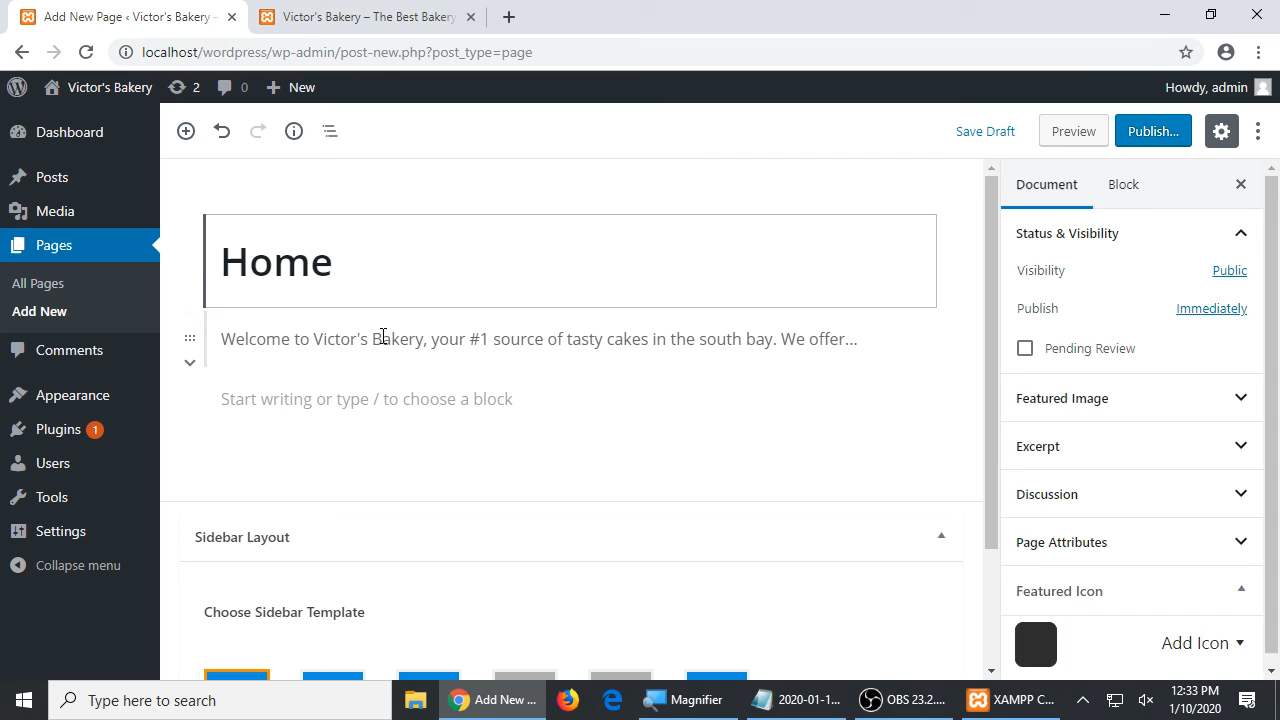 Add New Page ‹ Victor's Bakery –
Victor's Bakery – The Best Bakery
localhost/wordpress/wp-admin/post-new.php?post_type=page
Victor's Bakery
2
0
New
Howdy, admin
Dashboard
Posts
Media
Pages
All Pages
Add New
Comments
Appearance
Plugins 1
Users
Tools
Settings
Collapse menu
Save Draft
Preview
Publish...
Home
Welcome to Victor's Bakery, your #1 source of tasty cakes in the south bay. We offer...
Start writing or type / to choose a block
Sidebar Layout
Choose Sidebar Template
Document
Block
Status & Visibility
Visibility
Public
Publish
Immediately
Pending Review
Featured Image
Excerpt
Discussion
Page Attributes
Featured Icon
Add Icon
Type here to search
Add New ...
Magnifier
2020-01-1...
OBS 23.2....
XAMPP C...
12:33 PM
1/10/2020